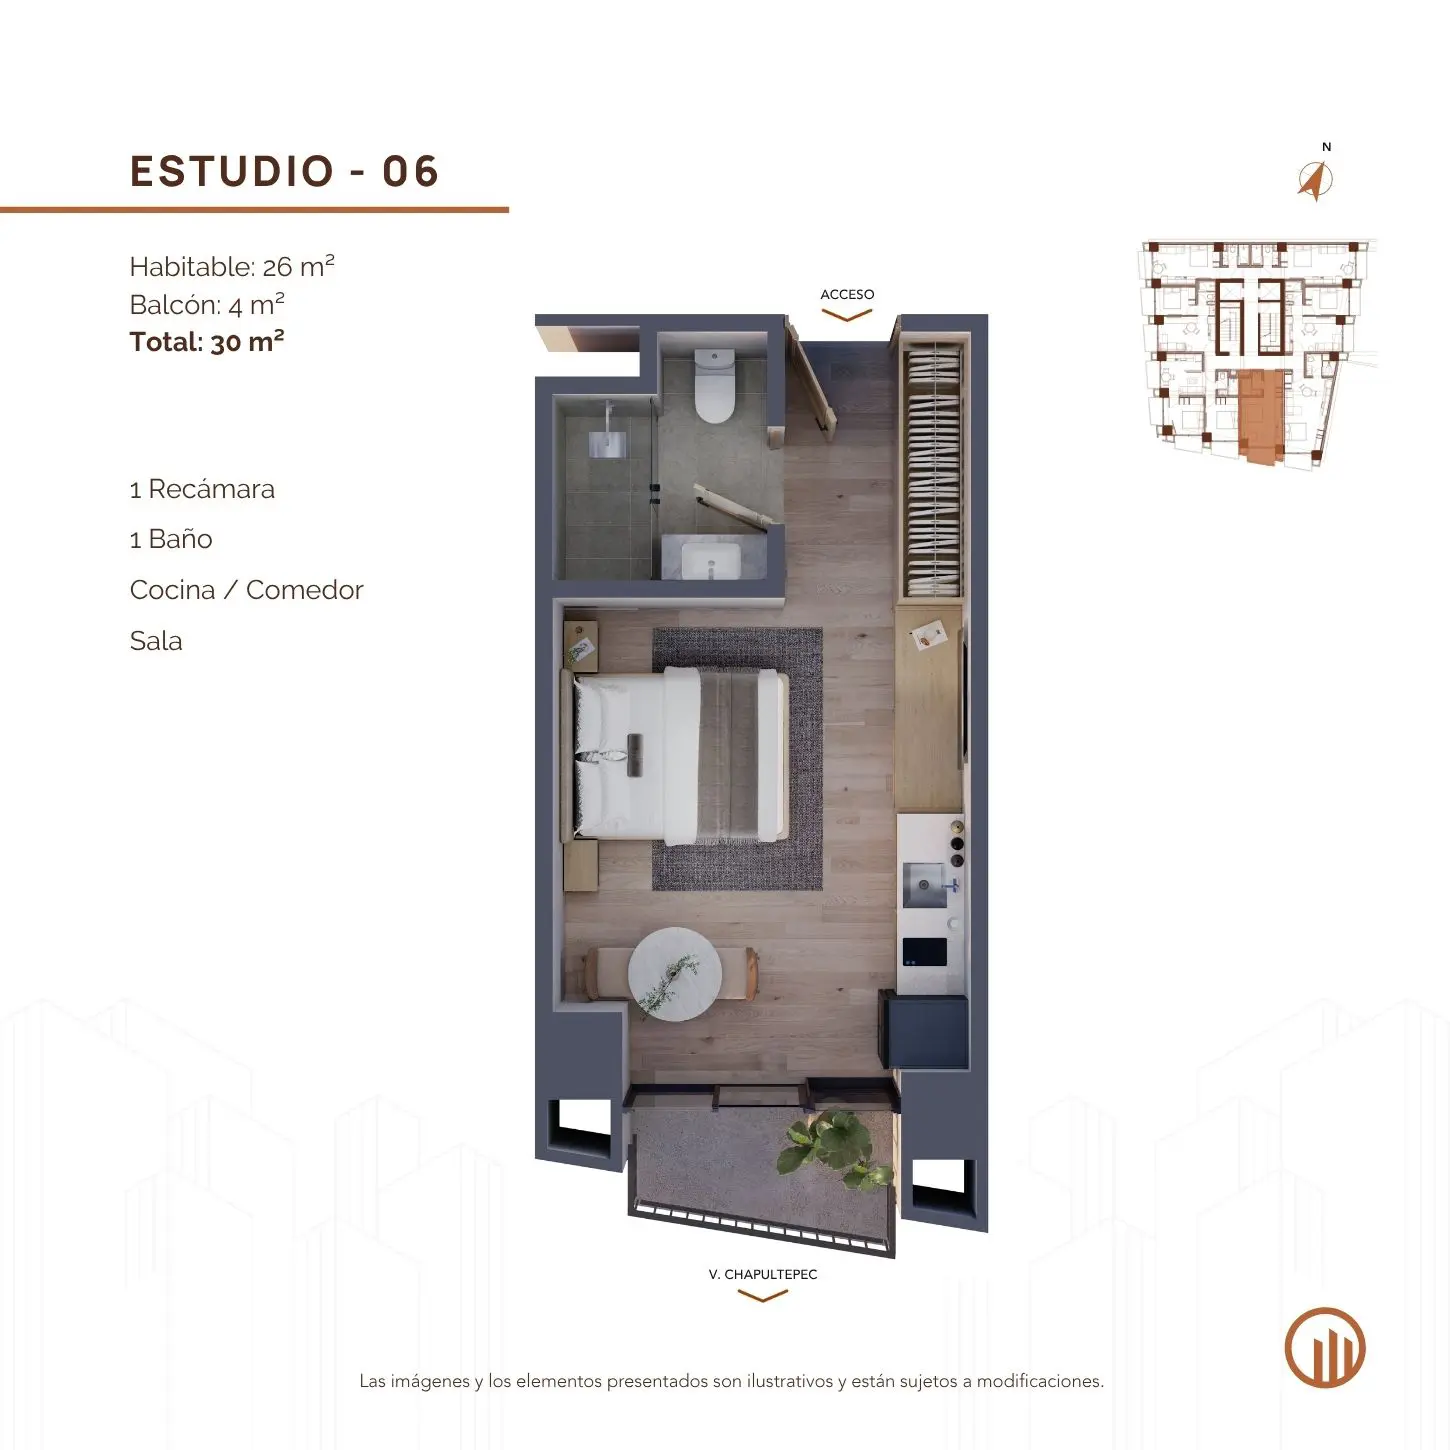 ESTUDIO - 06
Habitable: 26 m²
Balcón: 4 m²
Total: 30 m²
1 Recámara
1 Baño
Cocina / Comedor
Sala
N
ACCESO
V. CHAPULTEPEC
Las imágenes y los elementos presentados son ilustrativos y están sujetos a modificaciones.